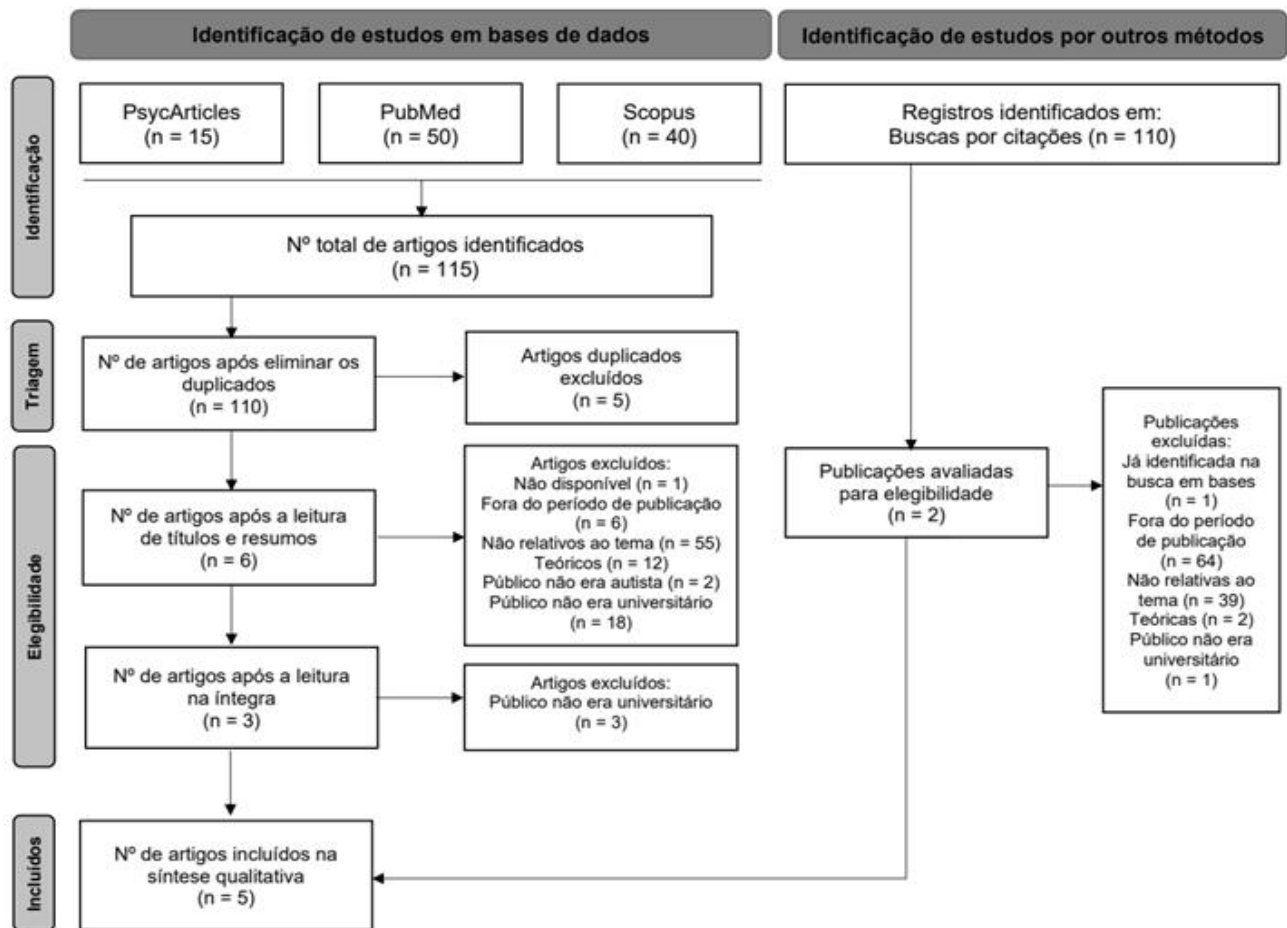 Identificação de estudos em bases de dados
Identificação de estudos por outros métodos
Identificação
PsycArticles
(n = 15)
PubMed
(n = 50)
Scopus
(n = 40)
Registros identificados em:
Buscas por citações (n = 110)
Nº total de artigos identificados
(n = 115)
Triagem
Nº de artigos após eliminar os
duplicados
(n = 110)
Artigos duplicados
excluídos
(n = 5)
Elegibilidade
Nº de artigos após a leitura
de títulos e resumos
(n = 6)
Artigos excluídos:
Não disponível (n = 1)
Fora do período de publicação
(n = 6)
Não relativos ao tema (n = 55)
Teóricos (n = 12)
Público não era autista (n = 2)
Público não era universitário
(n = 18)
Publicações avaliadas
para elegibilidade
(n = 2)
Publicações
excluídas:
Já identificada na
busca em bases
(n = 1)
Fora do período
de publicação
(n = 64)
Não relativas ao
tema (n = 39)
Teóricas (n = 2)
Público não era
universitário
(n = 1)
Nº de artigos após a leitura
na íntegra
(n = 3)
Artigos excluídos:
Público não era universitário
(n = 3)
Incluídos
Nº de artigos incluídos na
síntese qualitativa
(n = 5)